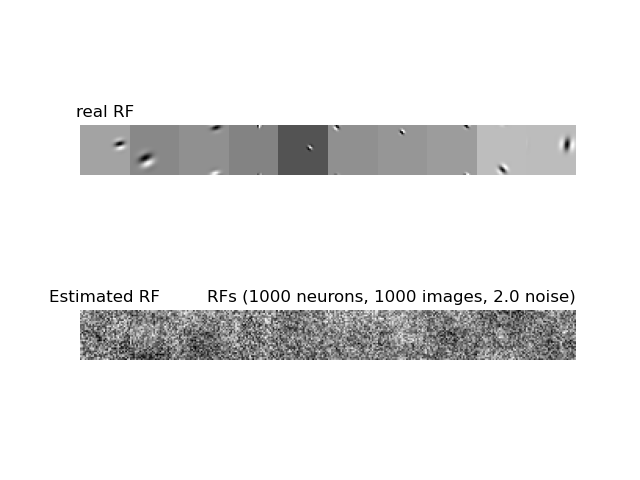 real RF
Estimated RF
RFs (1000 neurons, 1000 images, 2.0 noise)